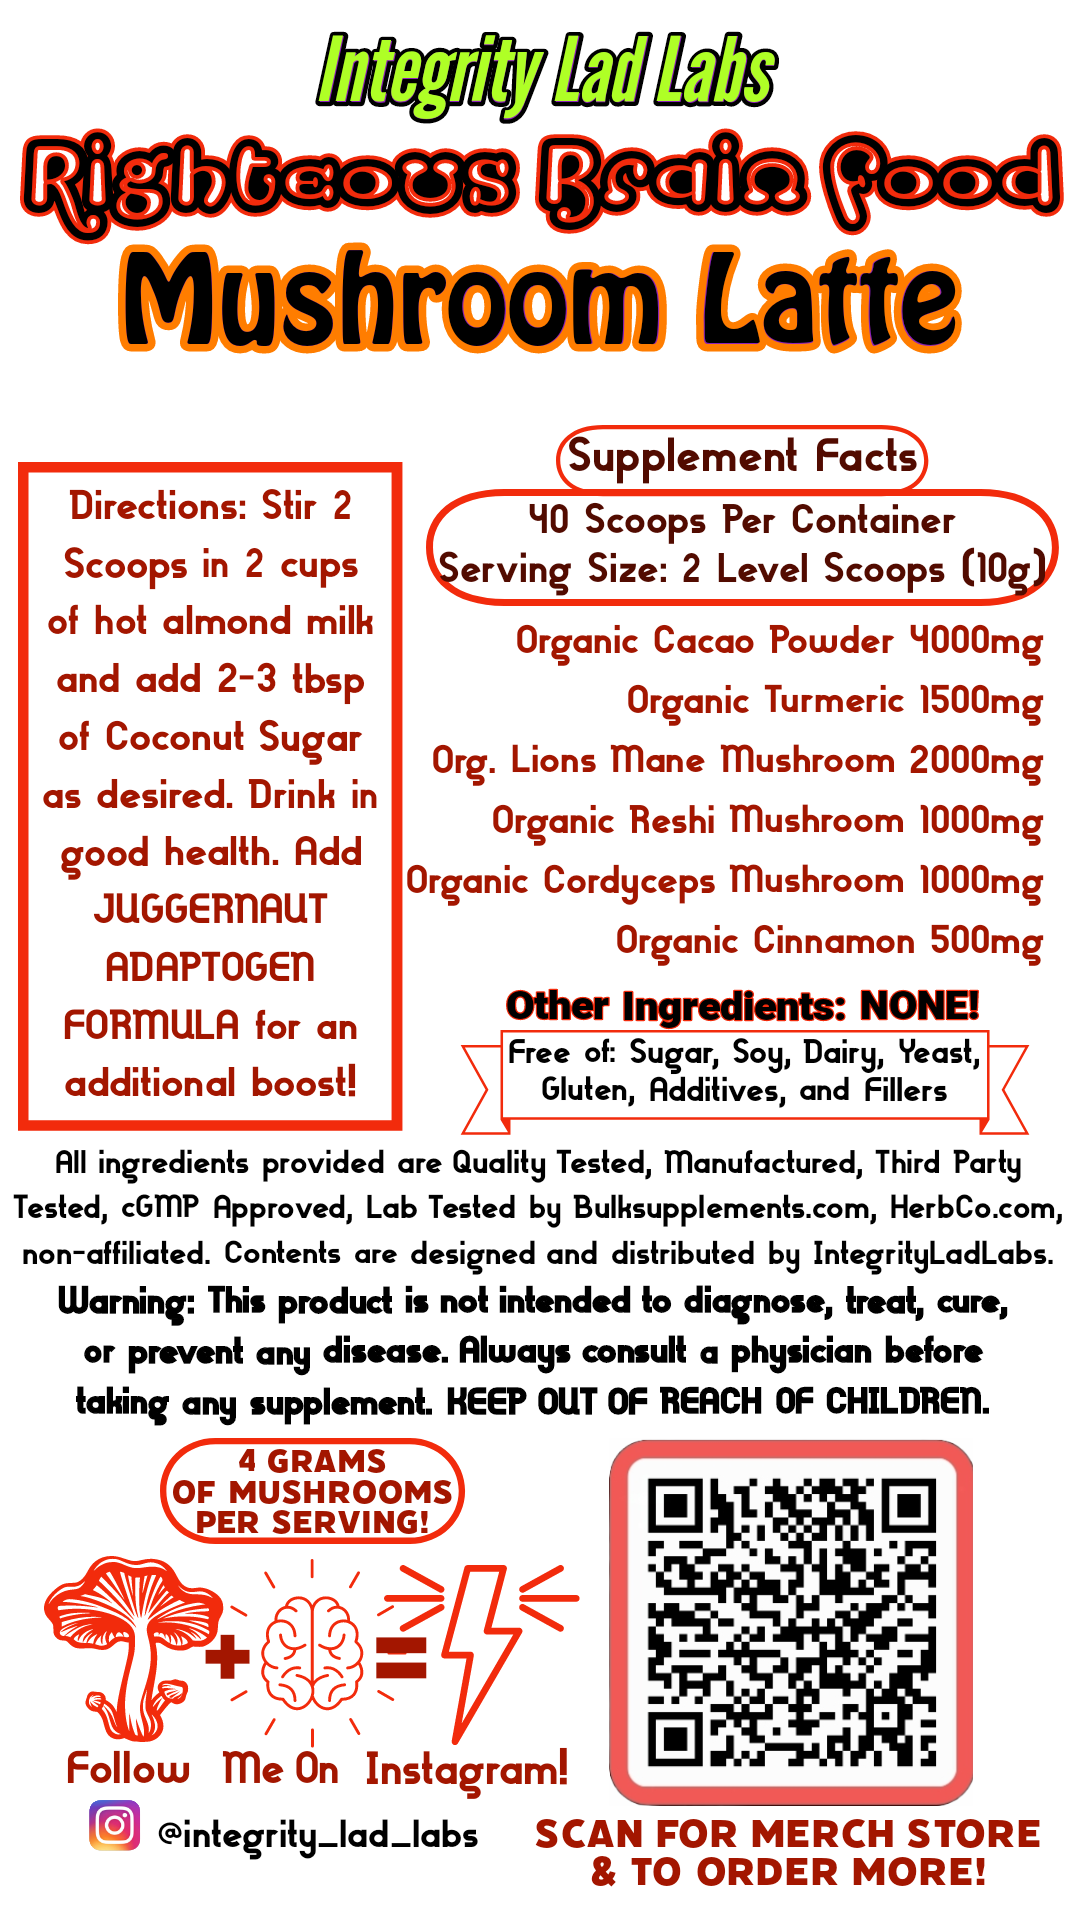 Integrity Lad Labs
Righteous Brain Food
Mushroom Latte
Directions: Stir 2
Scoops in 2 cups
of hot almond milk
and add 2-3 tbsp
of Coconut Sugar
as desired. Drink in
good health. Add
JUGGERNAUT
ADAPTOGEN
FORMULA for an
additional boost!
Supplement Facts
40 Scoops Per Container
Serving Size: 2 Level Scoops (10g)
Organic Cacao Powder 4000mg
Organic Turmeric 1500mg
Org. Lions Mane Mushroom 2000mg
Organic Reshi Mushroom 1000mg
Organic Cordyceps Mushroom 1000mg
Organic Cinnamon 500mg
Other Ingredients: NONE!
Free of: Sugar, Soy, Dairy, Yeast,
Gluten, Additives, and Fillers
All ingredients provided are Quality Tested, Manufactured, Third Party
Tested, cGMP Approved, Lab Tested by Bulksupplements.com, HerbCo.com,
non-affiliated. Contents are designed and distributed by IntegrityLadLabs.
Warning: This product is not intended to diagnose, treat, cure,
or prevent any disease. Always consult a physician before
taking any supplement. KEEP OUT OF REACH OF CHILDREN.
4 GRAMS
OF MUSHROOMS
PER SERVING!
Follow Me On Instagram!
@integrity_lad_labs
SCAN FOR MERCH STORE
& TO ORDER MORE!